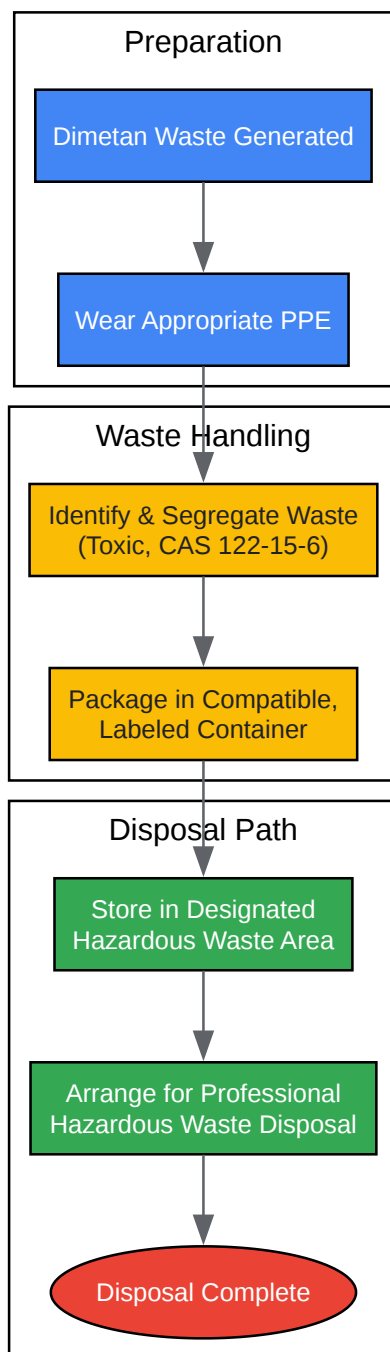 Preparation
Dimetan Waste Generated
Wear Appropriate PPE
Waste Handling
Identify & Segregate Waste
(Toxic, CAS 122-15-6)
Package in Compatible,
Labeled Container
Disposal Path
Store in Designated
Hazardous Waste Area
Arrange for Professional
Hazardous Waste Disposal
Disposal Complete